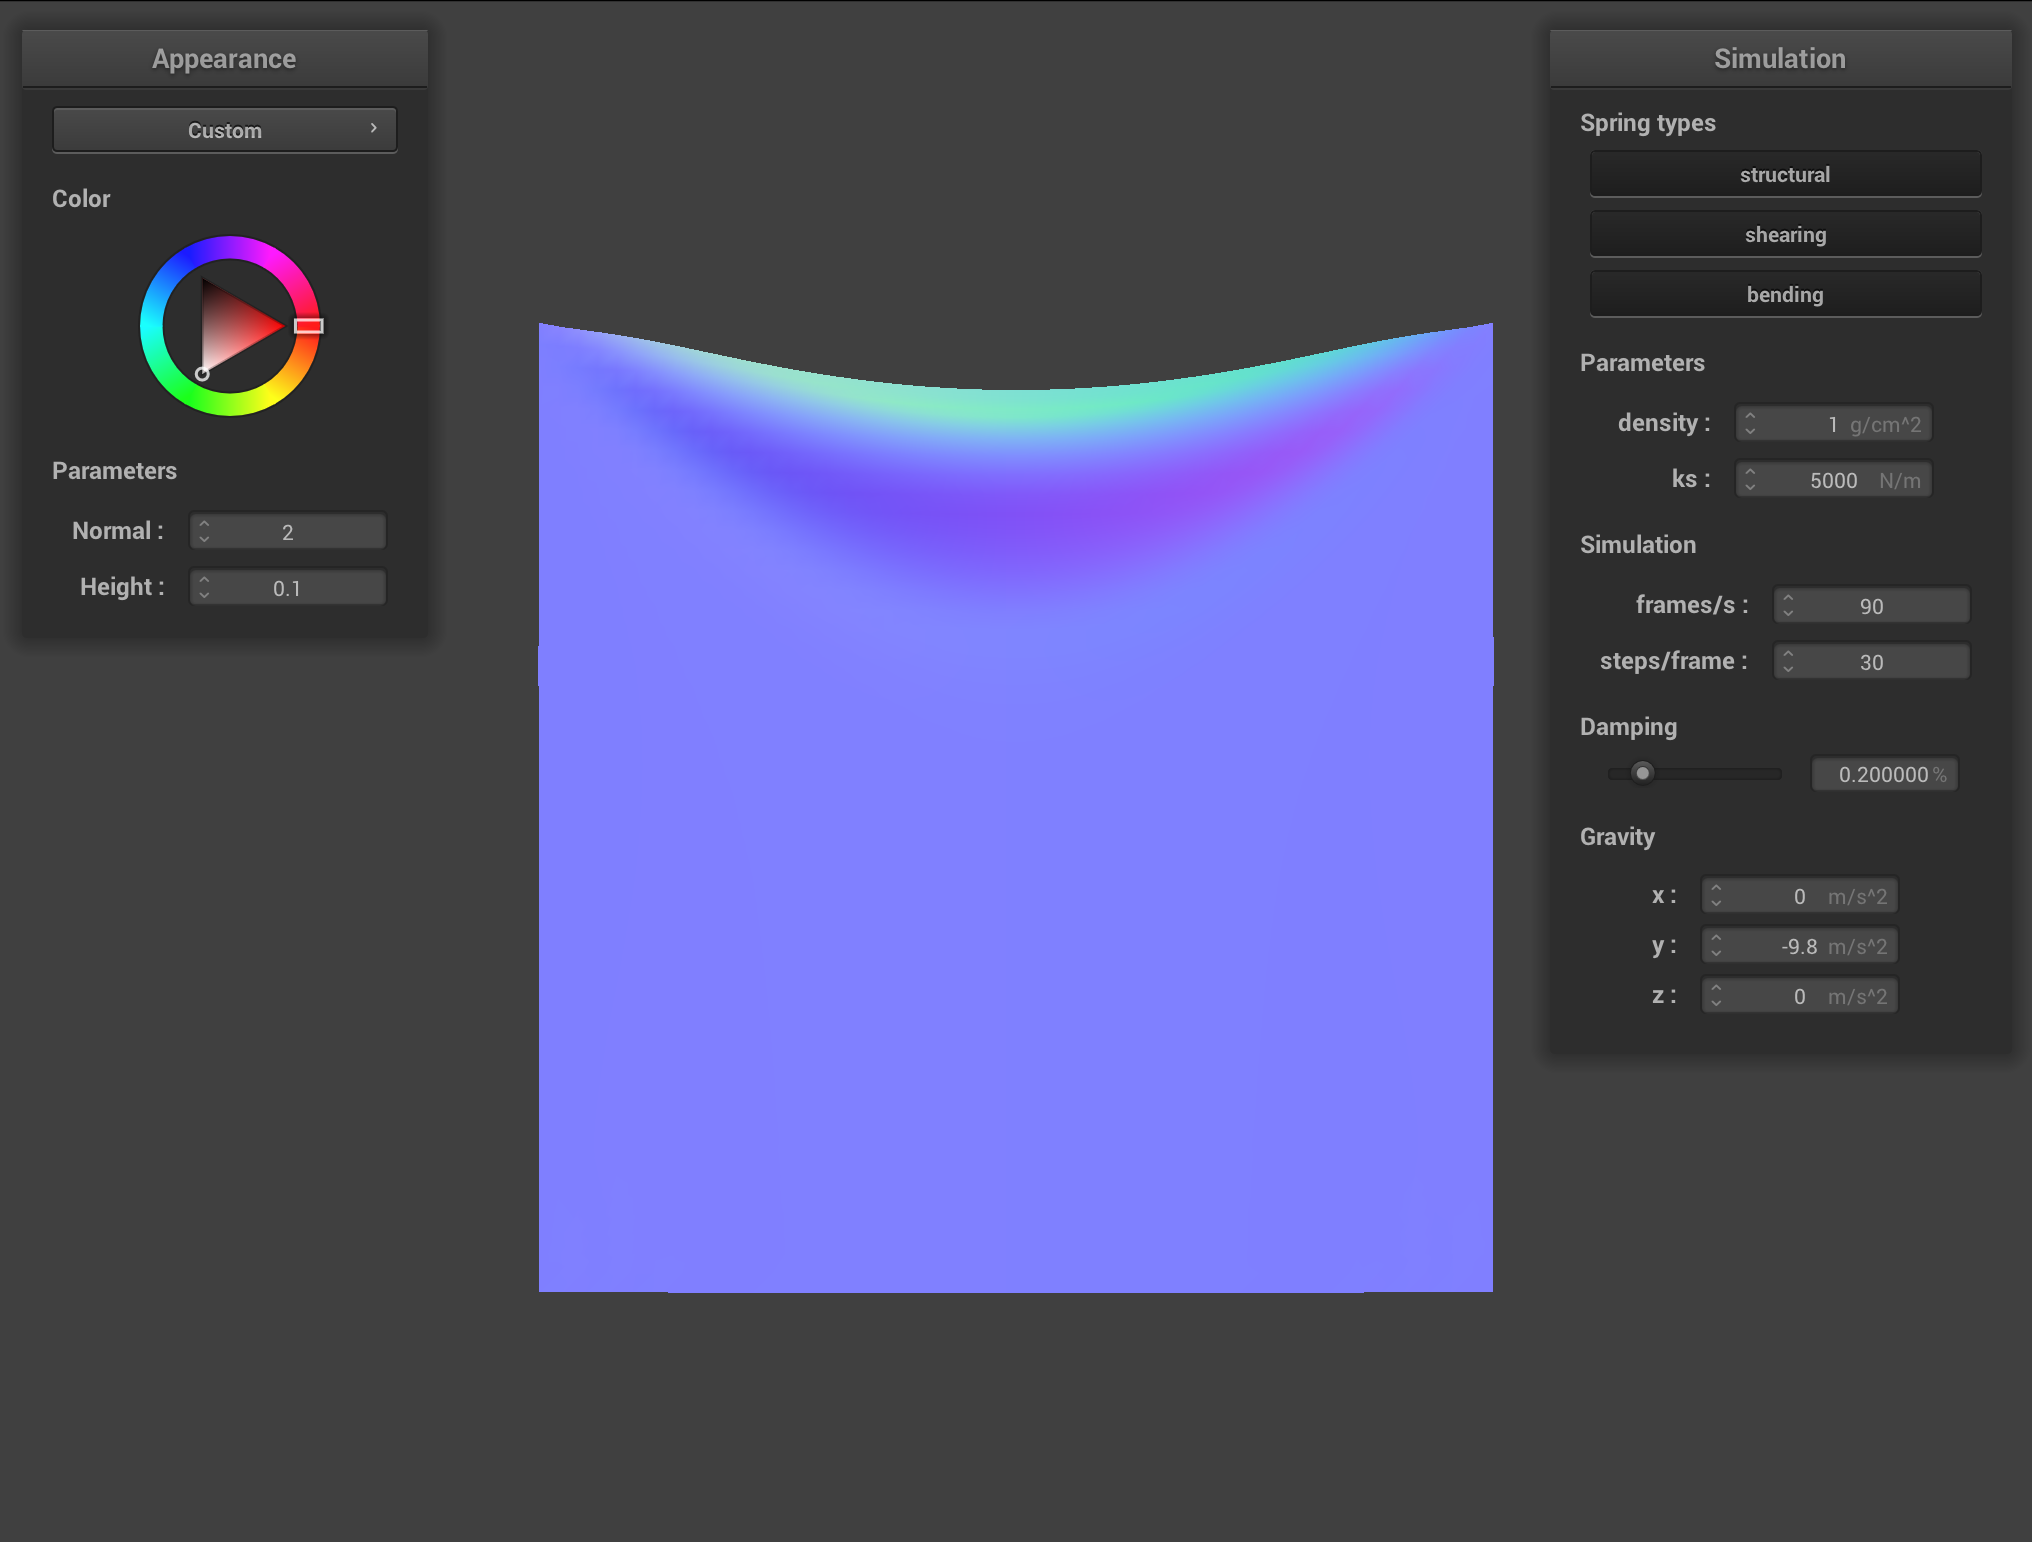 Appearance
Custom
Color
Parameters
Normal : 2
Height : 0.1
Simulation
Spring types
structural
shearing
bending
Parameters
density : 1 g/cm^2
ks : 5000 N/m
Simulation
frames/s : 90
steps/frame : 30
Damping
0.200000 %
Gravity
x : 0 m/s^2
y : -9.8 m/s^2
z : 0 m/s^2